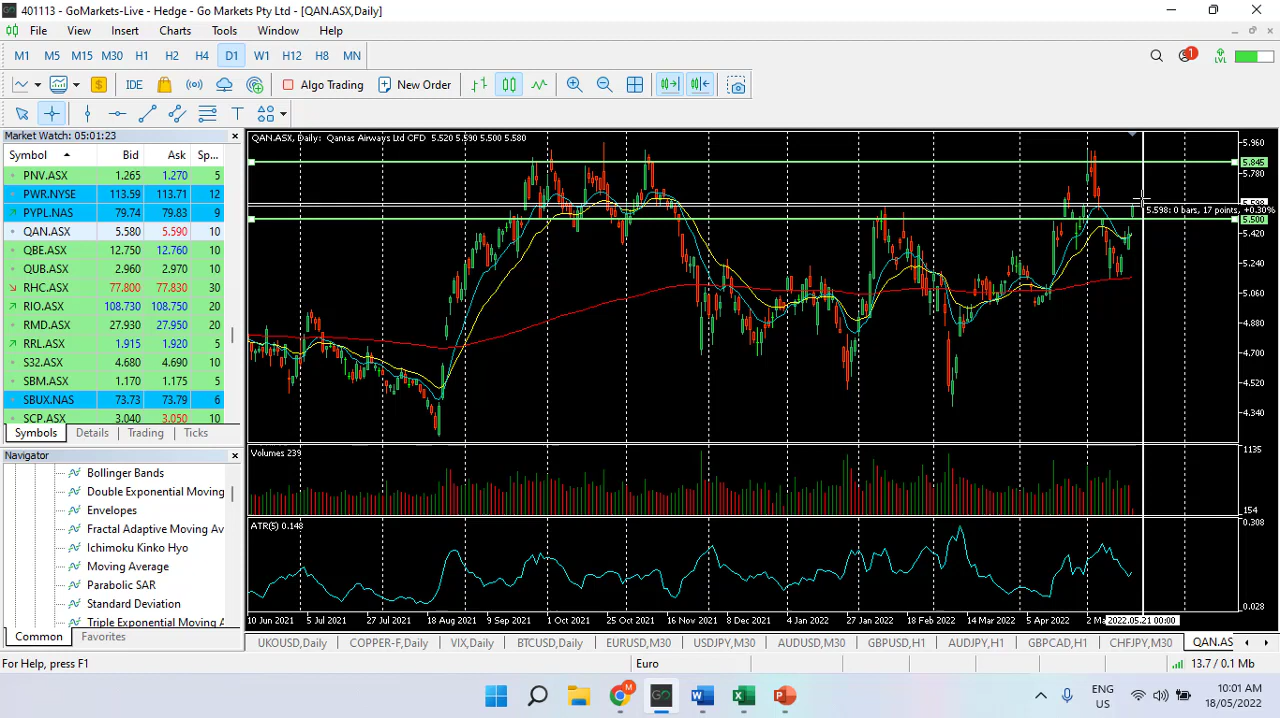 401113 - GoMarkets-Live - Hedge - Go Markets Pty Ltd - [QAN.ASX,Daily]
File View Insert Charts Tools Window Help
M1 M5 M15 M30 H1 H2 H4 D1 W1 H12 H8 MN
1 LVL
$ IDE Algo Trading New Order
T
Market Watch: 05:01:23
Symbol Bid Ask Sp...
PNV.ASX 1.265 1.270 5
PWR.NYSE 113.59 113.71 12
PYPL.NAS 79.74 79.83 9
QAN.ASX 5.580 5.590 10
QBE.ASX 12.750 12.760 10
QUB.ASX 2.960 2.970 10
RHC.ASX 77.800 77.830 30
RIO.ASX 108.730 108.750 20
RMD.ASX 27.930 27.950 20
RRL.ASX 1.915 1.920 5
S32.ASX 4.680 4.690 10
SBM.ASX 1.170 1.175 5
SBUX.NAS 73.73 73.79 6
SCP.ASX 3.040 3.050 10
Symbols Details Trading Ticks
Navigator
Bollinger Bands
Double Exponential Moving
Envelopes
Fractal Adaptive Moving Av
Ichimoku Kinko Hyo
Moving Average
Parabolic SAR
Standard Deviation
Triple Exponential Moving A
Common Favorites
QAN.ASX, Daily: Qantas Airways Ltd CFD 5.520 5.590 5.500 5.580
5.960
5.845
5.780
5.598
5.598: 0 bars, 17 points, +0.30%
5.500
5.420
5.240
5.060
4.880
4.700
4.520
4.340
Volumes 239
1135
154
ATR(5) 0.148
0.308
0.028
10 Jun 2021 5 Jul 2021 27 Jul 2021 18 Aug 2021 9 Sep 2021 1 Oct 2021 25 Oct 2021 16 Nov 2021 8 Dec 2021 4 Jan 2022 27 Jan 2022 18 Feb 2022 14 Mar 2022 5 Apr 2022 2 Ma 2022.05.21 00:00
UKOUSD,Daily COPPER-F,Daily VIX,Daily BTCUSD,Daily EURUSD,M30 USDJPY,M30 AUDUSD,M30 GBPUSD,H1 AUDJPY,H1 GBPCAD,H1 CHFJPY,M30 QAN.AS
For Help, press F1 Euro 13.7 / 0.1 Mb
M GO W X P
ENG
US
10:01 AM
18/05/2022